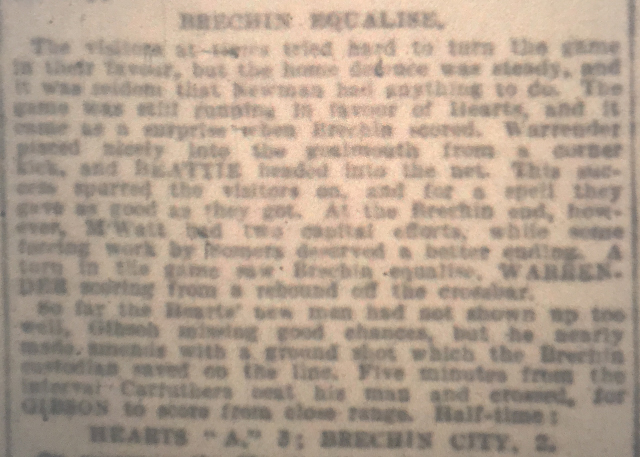 BRECHIN EQUALISE.
The visitors at times tried hard to turn the game
in their favour, but the home defence was steady, and
it was seldom that Newman had anything to do. The
game was still running in favour of Hearts, and it
came as a surprise when Brechin scored. Warrender
placed nicely into the goalmouth from a corner
kick, and BEATTIE headed into the net. This suc-
cess spurred the visitors on, and for a spell they
gave as good as they got. At the Brechin end, how-
ever, M'Watt had two capital efforts, while some
forcing work by Somers deserved a better ending. A
turn in the game saw Brechin equalise, WARREN-
DER scoring from a rebound off the crossbar.
So far the Hearts' new man had not shown up too
well, Gibson missing good chances, but he nearly
made amends with a ground shot which the Brechin
custodian saved on the line. Five minutes from the
interval Carruthers beat his man and crossed, for
GIBSON to score from close range. Half-time:
HEARTS "A," 3; BRECHIN CITY, 2.